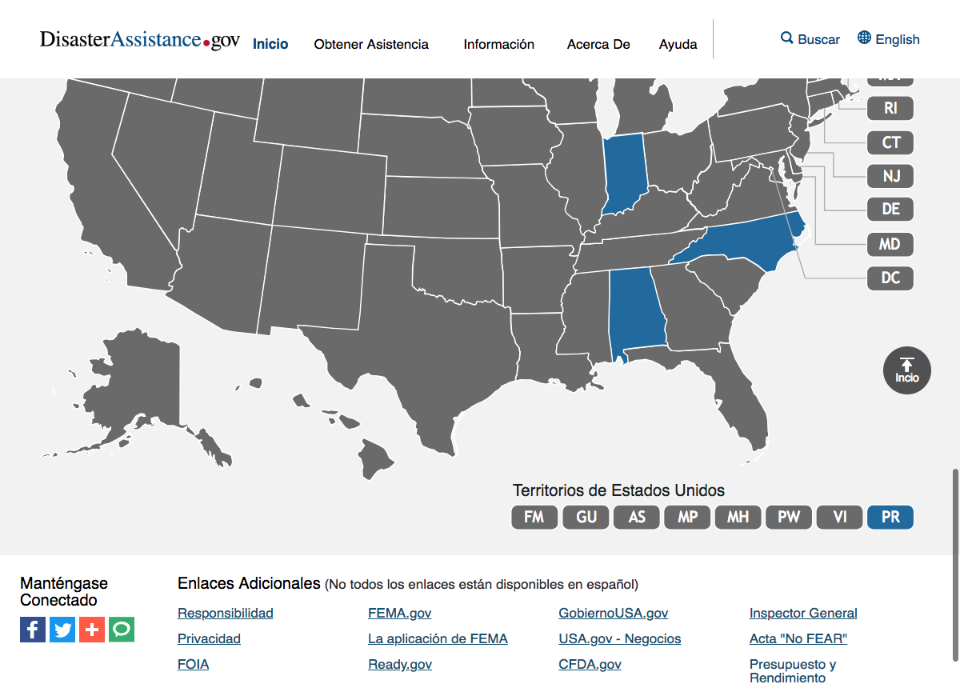 DisasterAssistance.gov
Inicio Obtener Asistencia Información Acerca De Ayuda
Buscar English
RI
CT
NJ
DE
MD
DC
Incio
Territorios de Estados Unidos
FM GU AS MP MH PW VI PR
Manténgase
Conectado
Enlaces Adicionales (No todos los enlaces están disponibles en español)
Responsibilidad FEMA.gov GobiernoUSA.gov Inspector General
Privacidad La aplicación de FEMA USA.gov - Negocios Acta "No FEAR"
FOIA Ready.gov CFDA.gov Presupuesto y
Rendimiento